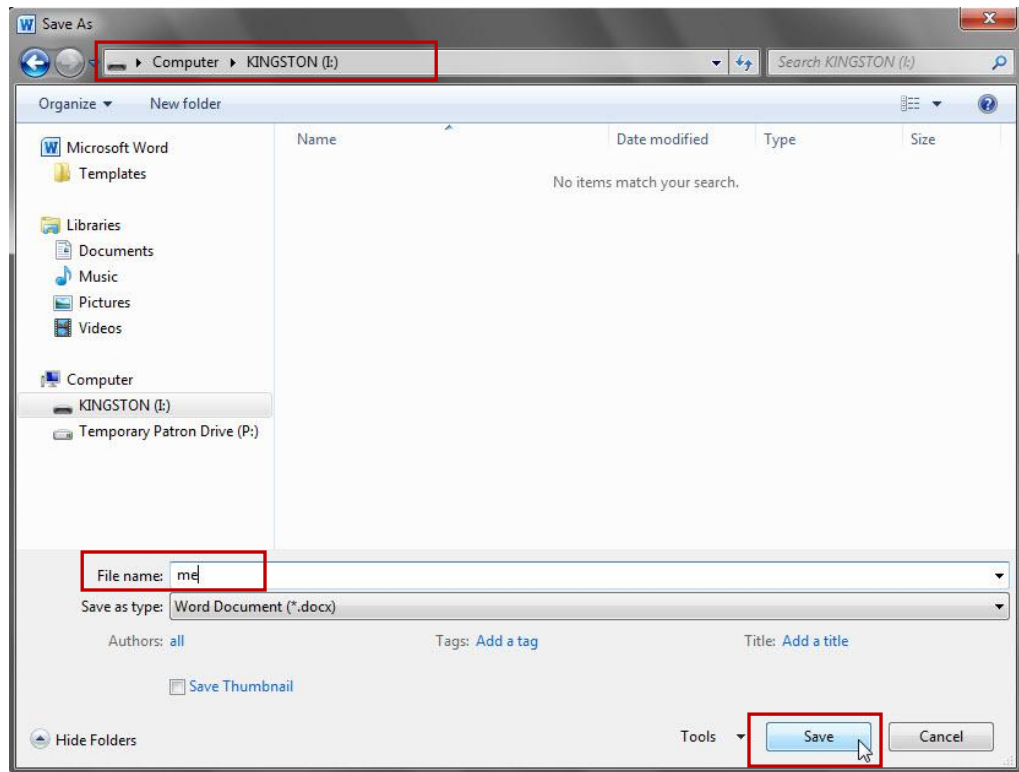 Save As
Computer KINGSTON (I:)
Search KINGSTON (I:)
Organize New folder
Name Date modified Type Size
No items match your search.
Microsoft Word
Templates
Libraries
Documents
Music
Pictures
Videos
Computer
KINGSTON (I:)
Temporary Patron Drive (P:)
File name: me
Save as type: Word Document (*.docx)
Authors: all Tags: Add a tag Title: Add a title
Save Thumbnail
Hide Folders Tools Save Cancel